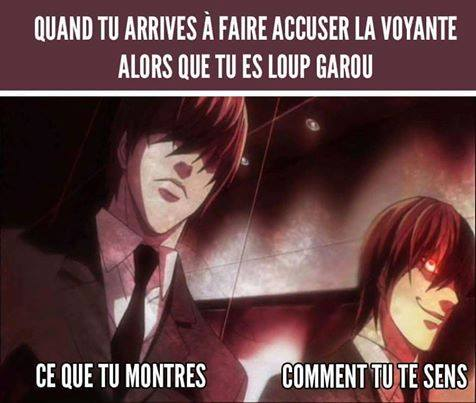 QUAND TU ARRIVES À FAIRE ACCUSER LA VOYANTE
ALORS QUE TU ES LOUP GAROU
CE QUE TU MONTRES
COMMENT TU TE SENS